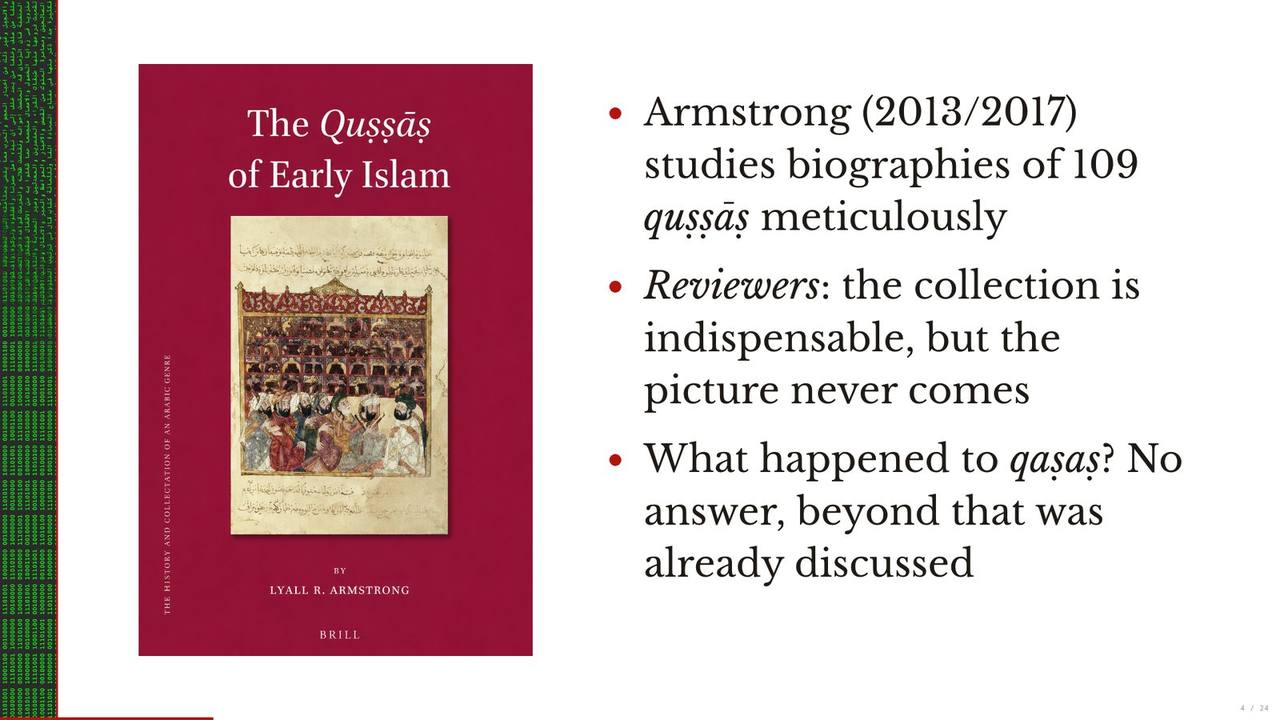 The Quṣṣāṣ
of Early Islam
THE HISTORY AND COLLECTATION OF AN ARABIC GENRE
BY
LYALL R. ARMSTRONG
BRILL
• Armstrong (2013/2017)
studies biographies of 109
quṣṣāṣ meticulously
• Reviewers: the collection is
indispensable, but the
picture never comes
• What happened to qaṣaṣ? No
answer, beyond that was
already discussed
4 / 24